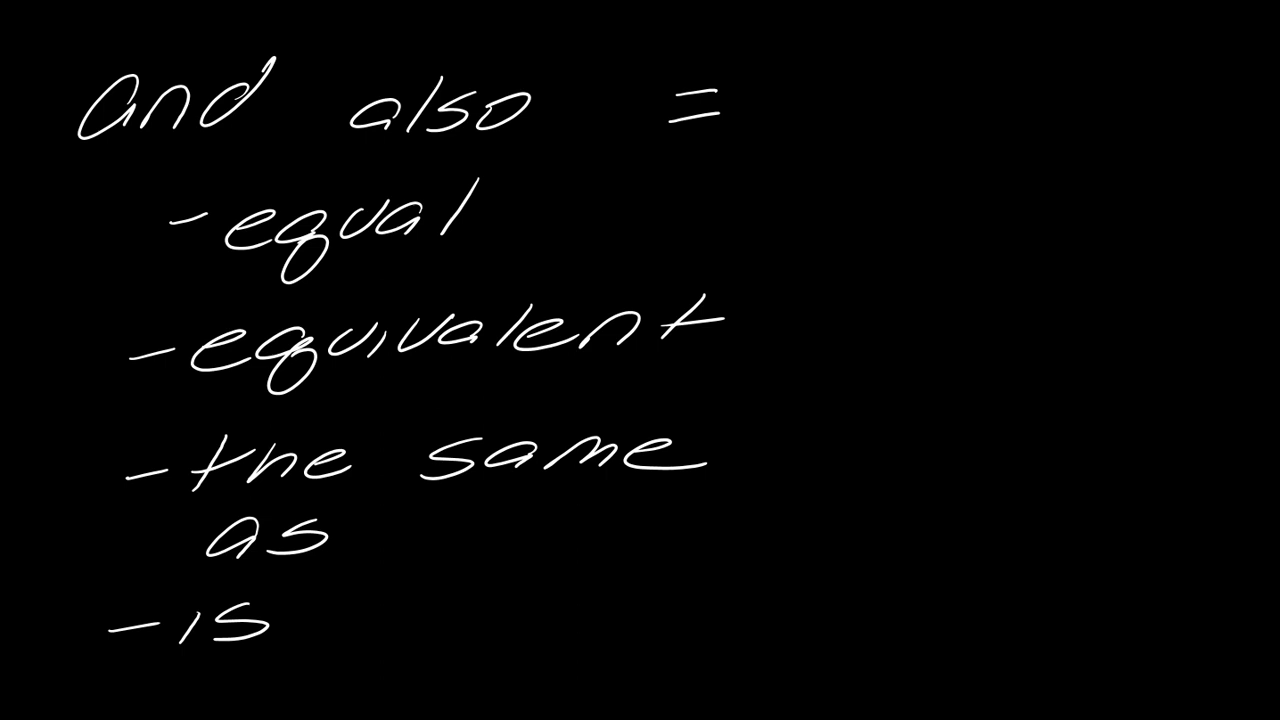 and also =
-equal
-equivalent
-the same
as
-is